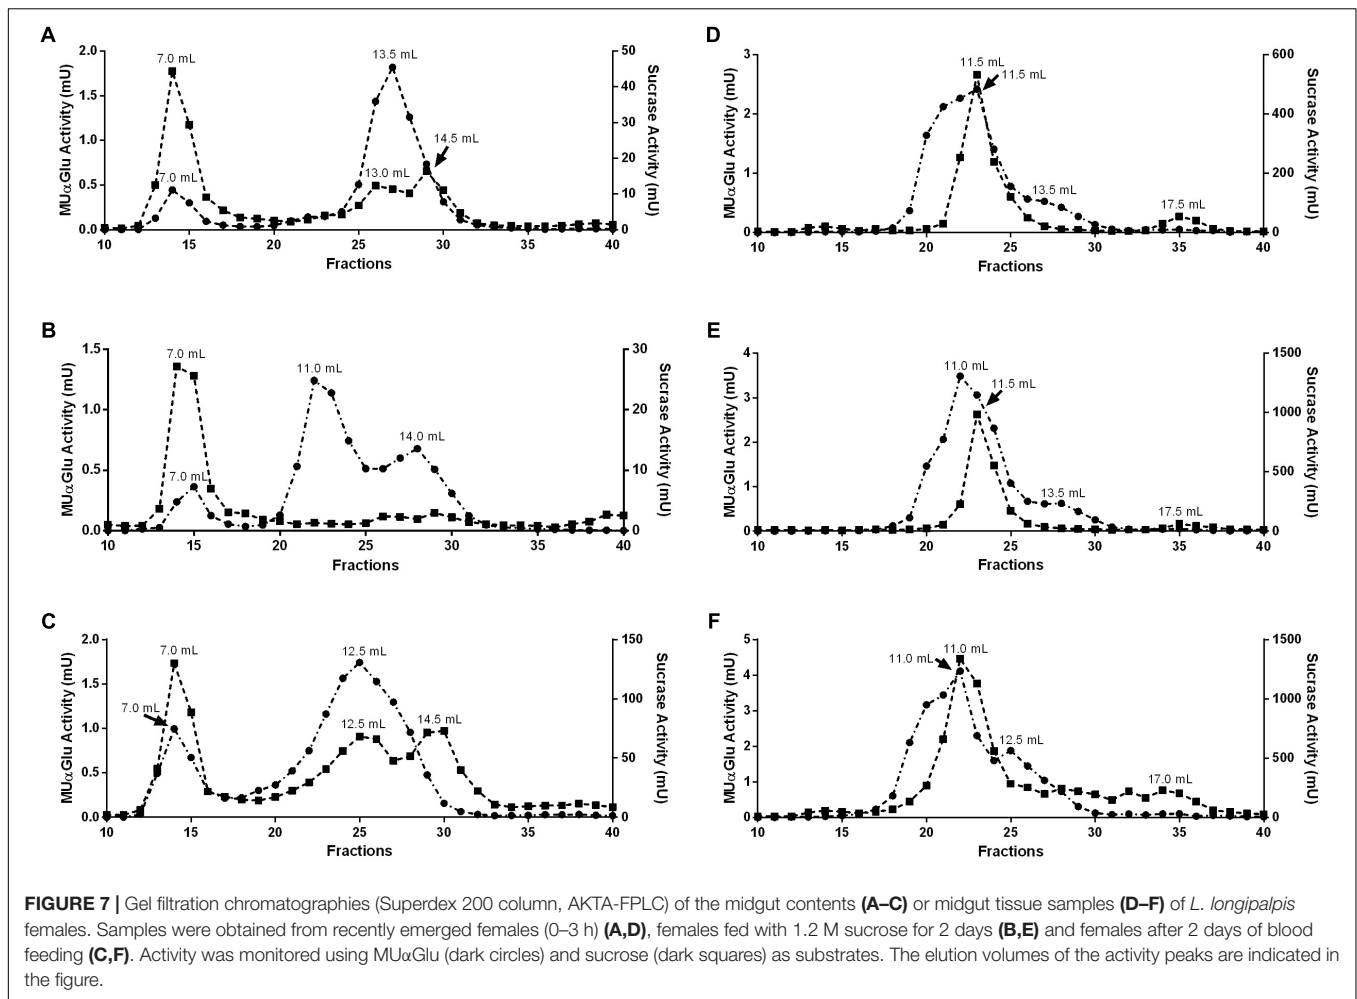 A
MUαGlu Activity (mU)
2.0
1.5
1.0
0.5
0.0
7.0 mL
7.0 mL
13.5 mL
13.0 mL
14.5 mL
50
40
30
20
10
0
Sucrase Activity (mU)
10 15 20 25 30 35 40
Fractions
D
MUαGlu Activity (mU)
3
2
1
0
11.5 mL
11.5 mL
13.5 mL
17.5 mL
600
400
200
0
Sucrase Activity (mU)
10 15 20 25 30 35 40
Fractions
B
MUαGlu Activity (mU)
1.5
1.0
0.5
0.0
7.0 mL
7.0 mL
11.0 mL
14.0 mL
30
20
10
0
Sucrase Activity (mU)
10 15 20 25 30 35 40
Fractions
E
MUαGlu Activity (mU)
4
3
2
1
0
11.0 mL
11.5 mL
13.5 mL
17.5 mL
1500
1000
500
0
Sucrase Activity (mU)
10 15 20 25 30 35 40
Fractions
C
MUαGlu Activity (mU)
2.0
1.5
1.0
0.5
0.0
7.0 mL
7.0 mL
12.5 mL
12.5 mL
14.5 mL
150
100
50
0
Sucrase Activity (mU)
10 15 20 25 30 35 40
Fractions
F
MUαGlu Activity (mU)
5
4
3
2
1
0
11.0 mL
11.0 mL
12.5 mL
17.0 mL
1500
1000
500
0
Sucrase Activity (mU)
10 15 20 25 30 35 40
Fractions
FIGURE 7 | Gel filtration chromatographies (Superdex 200 column, AKTA-FPLC) of the midgut contents (A–C) or midgut tissue samples (D–F) of L. longipalpis
females. Samples were obtained from recently emerged females (0–3 h) (A,D), females fed with 1.2 M sucrose for 2 days (B,E) and females after 2 days of blood
feeding (C,F). Activity was monitored using MUαGlu (dark circles) and sucrose (dark squares) as substrates. The elution volumes of the activity peaks are indicated in
the figure.